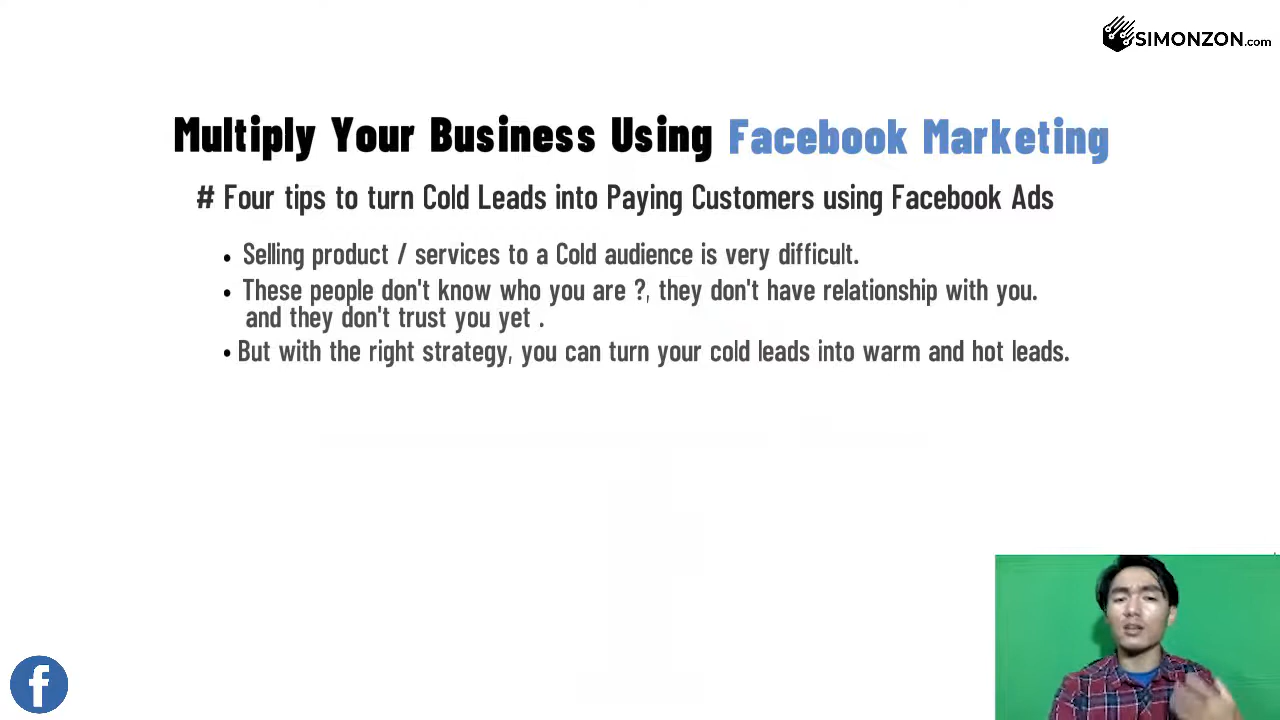 SIMONZON.com
Multiply Your Business Using Facebook Marketing
# Four tips to turn Cold Leads into Paying Customers using Facebook Ads
• Selling product / services to a Cold audience is very difficult.
• These people don't know who you are ?, they don't have relationship with you.
and they don't trust you yet .
• But with the right strategy, you can turn your cold leads into warm and hot leads.
f